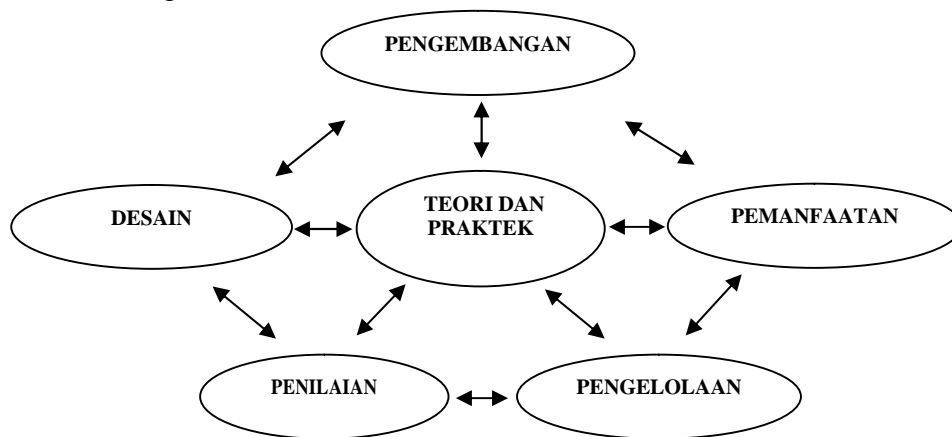 PENGEMBANGAN
DESAIN
TEORI DAN
PRAKTEK
PEMANFAATAN
PENILAIAN
PENGELOLAAN